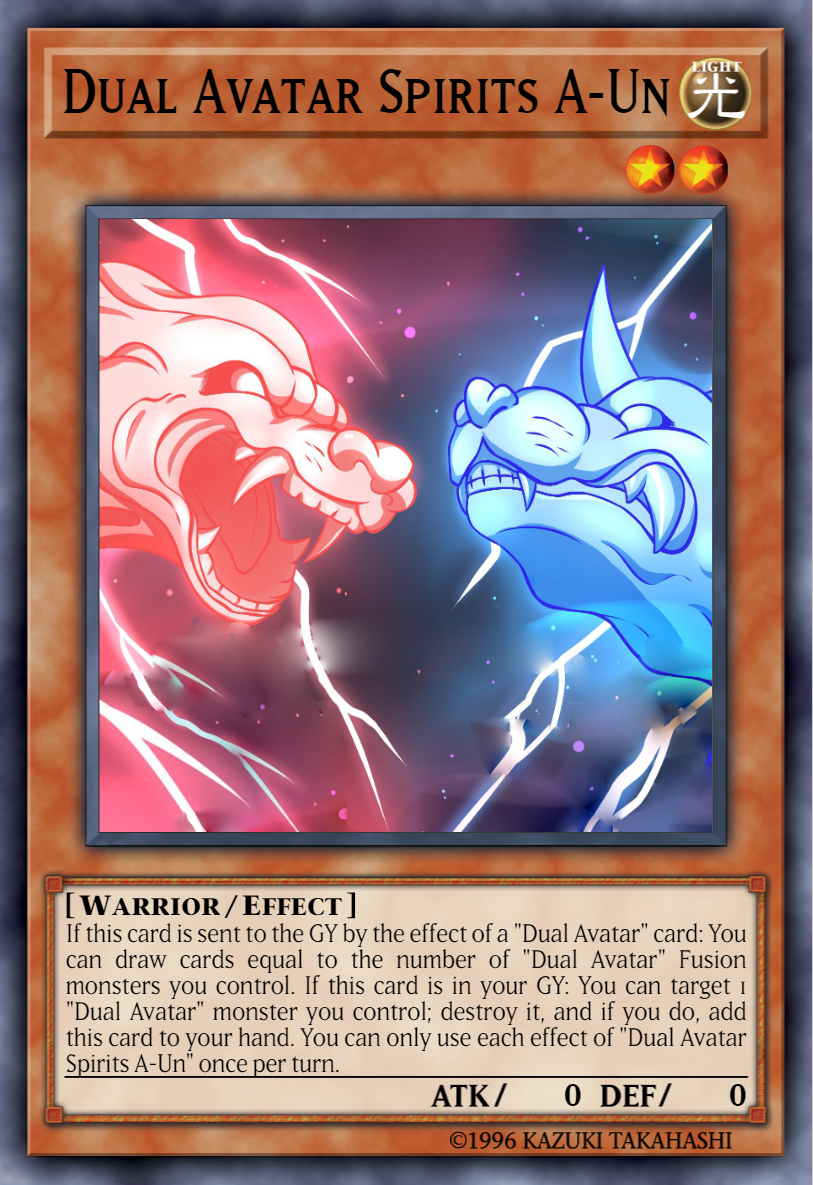 Dual Avatar Spirits A-Un
LIGHT
光
[Warrior/Effect]
If this card is sent to the GY by the effect of a "Dual Avatar" card: You
can draw cards equal to the number of "Dual Avatar" Fusion
monsters you control. If this card is in your GY: You can target 1
"Dual Avatar" monster you control; destroy it, and if you do, add
this card to your hand. You can only use each effect of "Dual Avatar
Spirits A-Un" once per turn.
ATK/ 0 DEF/ 0
©1996 KAZUKI TAKAHASHI